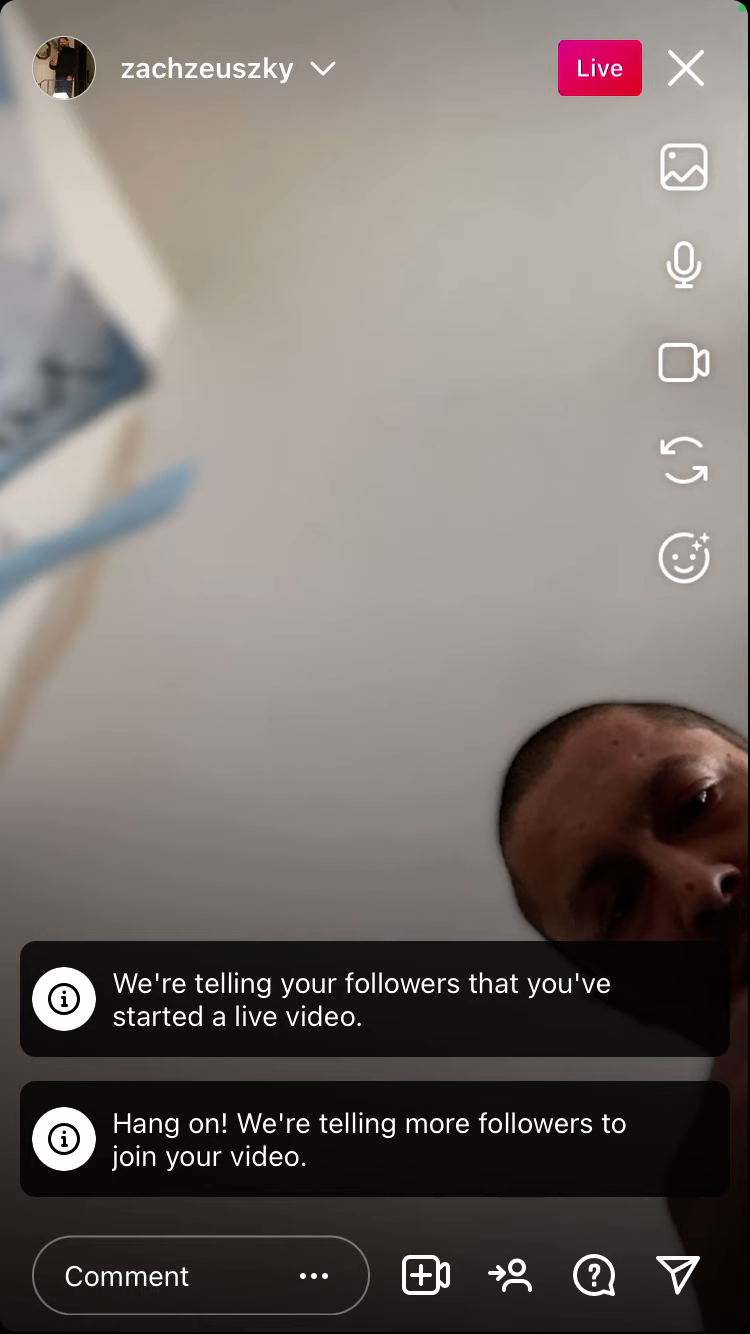 zachzeuszky
Live
We're telling your followers that you've
started a live video.
Hang on! We're telling more followers to
join your video.
Comment